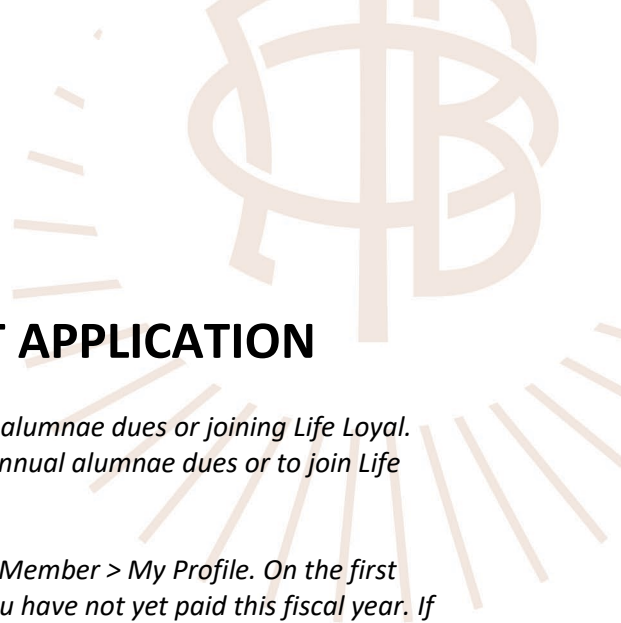 T APPLICATION
alumnae dues or joining Life Loyal.
nnual alumnae dues or to join Life
Member > My Profile. On the first
u have not yet paid this fiscal year. If